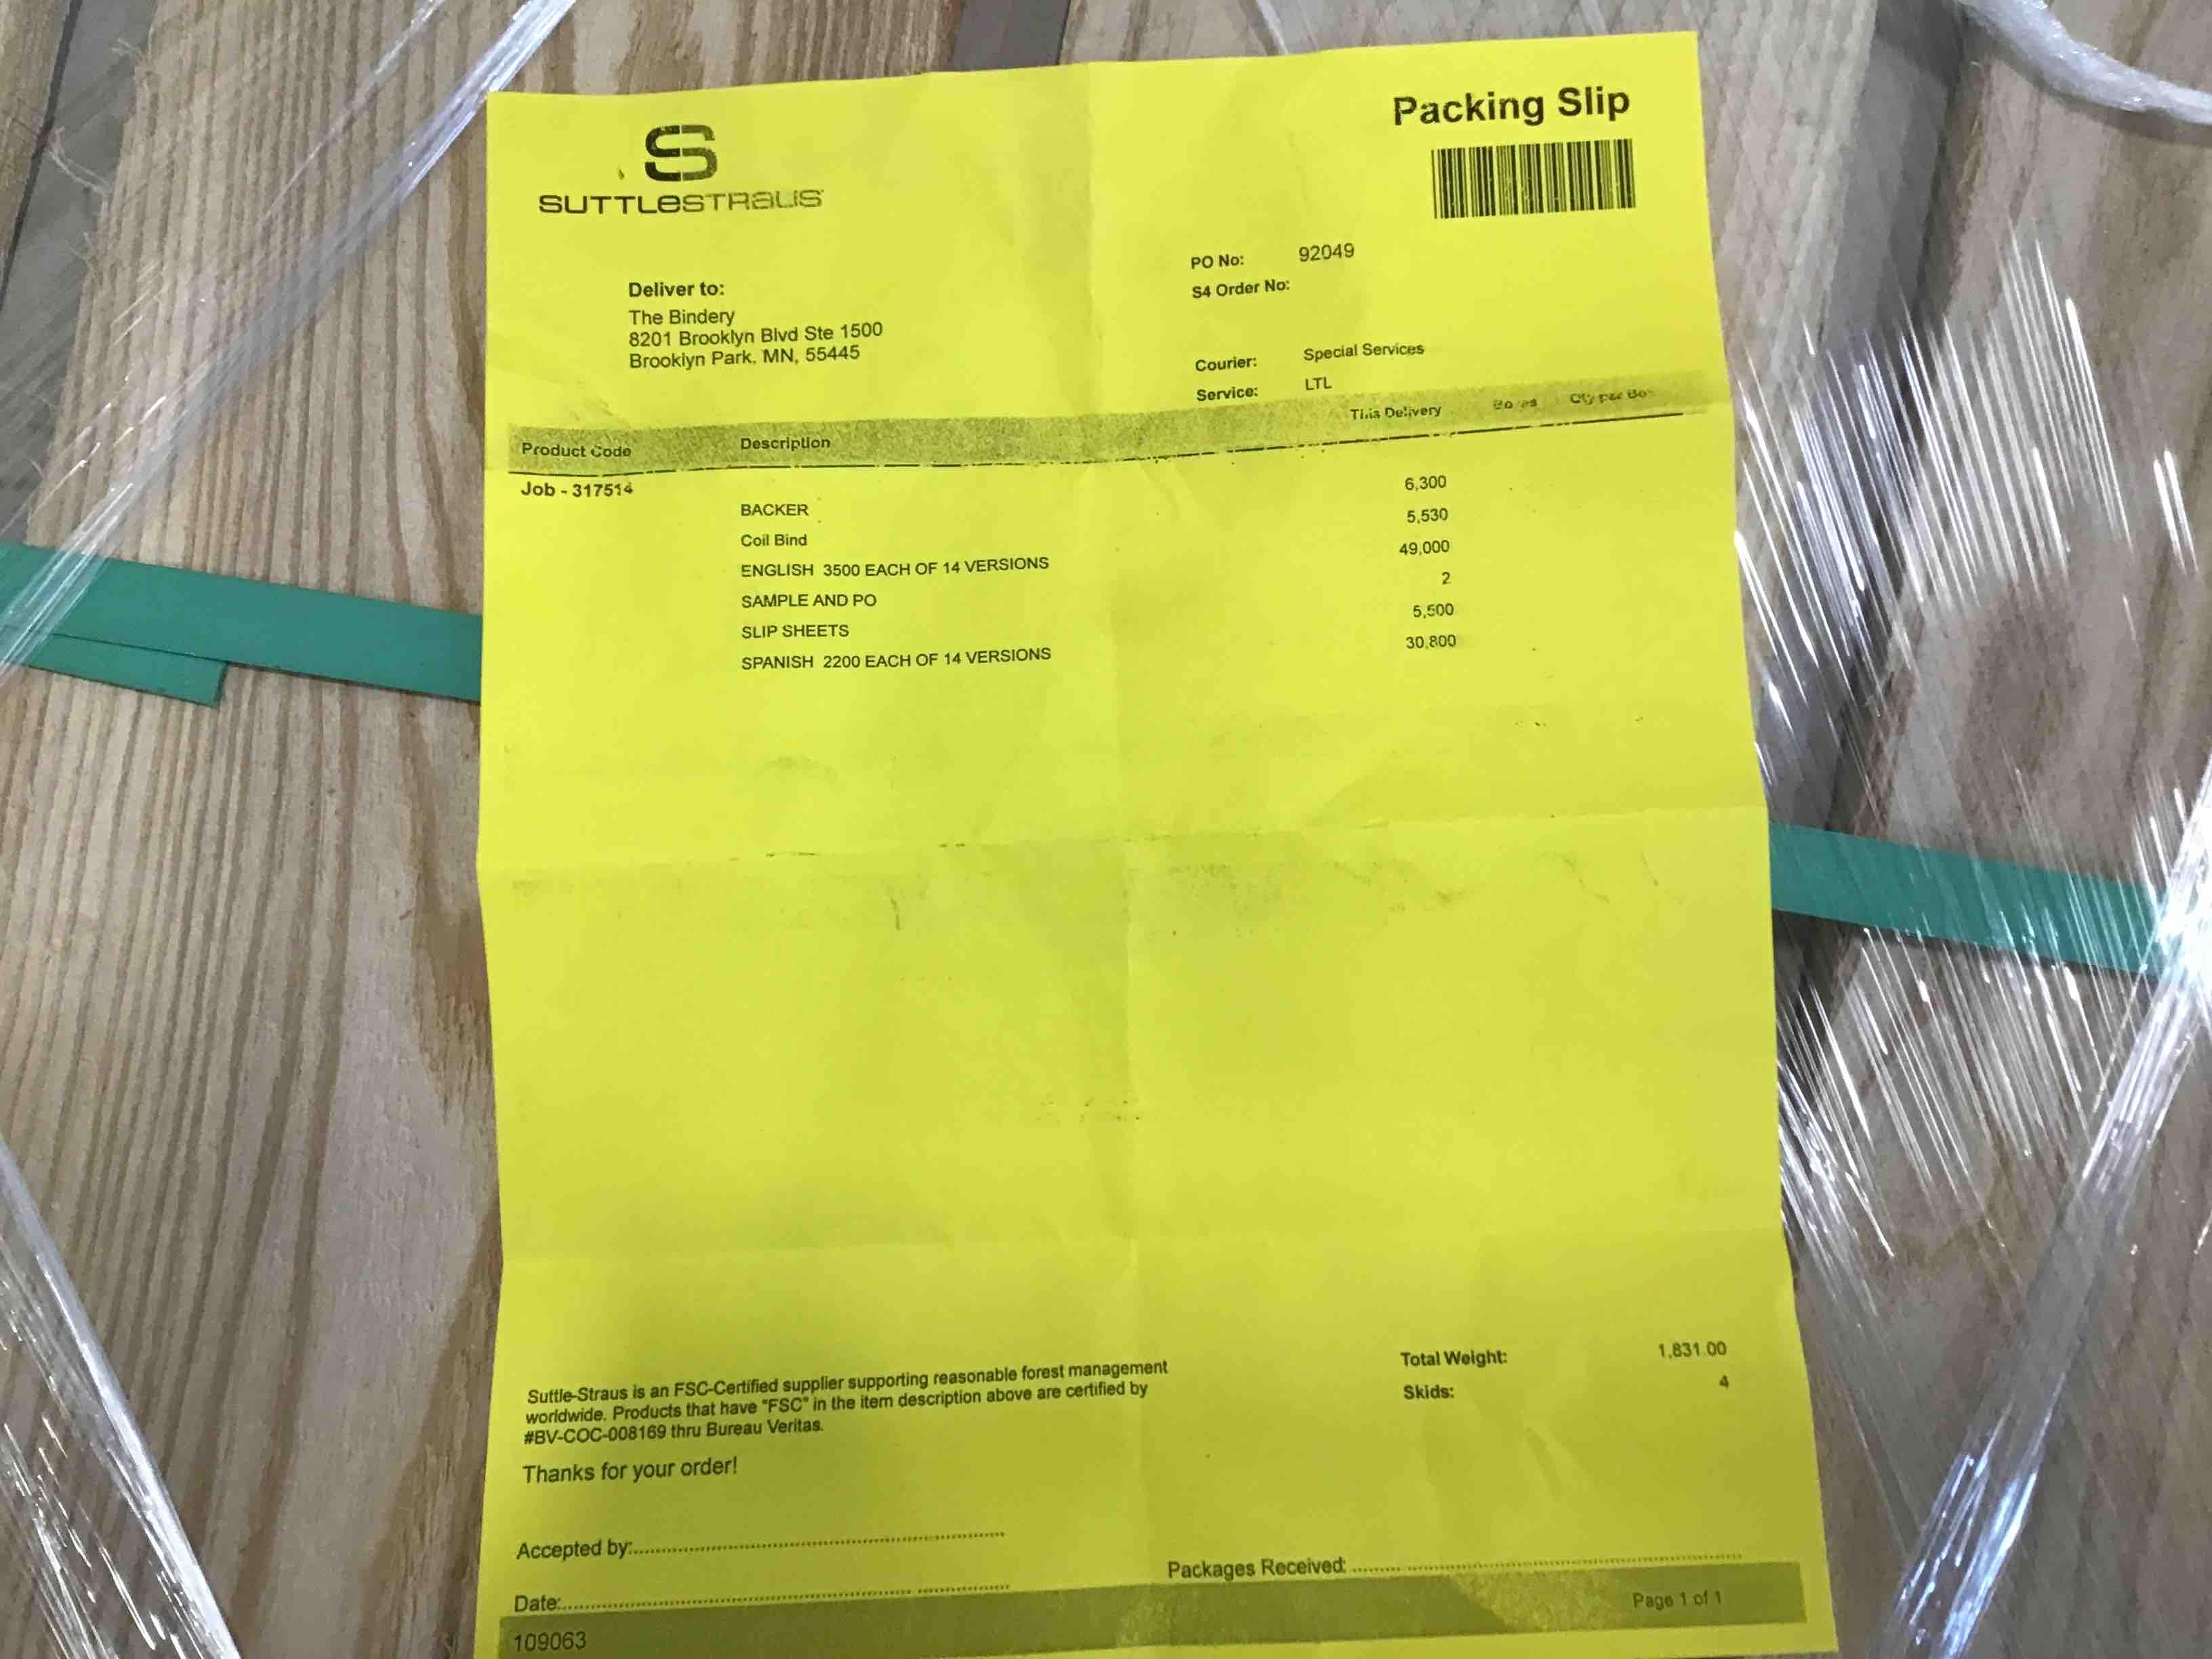 SUTTLESTRAUS
Packing Slip
Deliver to:
The Bindery
8201 Brooklyn Blvd Ste 1500
Brooklyn Park, MN, 55445
PO No: 92049
S4 Order No:
Courier: Special Services
Service: LTL
Product Code Description This Delivery Boxes Qty per Box
Job - 317514
BACKER 6,300
Coil Bind 5,530
ENGLISH 3500 EACH OF 14 VERSIONS 49,000
SAMPLE AND PO 2
SLIP SHEETS 5,500
SPANISH 2200 EACH OF 14 VERSIONS 30,800
Suttle-Straus is an FSC-Certified supplier supporting reasonable forest management
worldwide. Products that have "FSC" in the item description above are certified by
#BV-COC-008169 thru Bureau Veritas.
Thanks for your order!
Total Weight: 1,831.00
Skids: 4
Accepted by:
Packages Received:
Date:
Page 1 of 1
109063